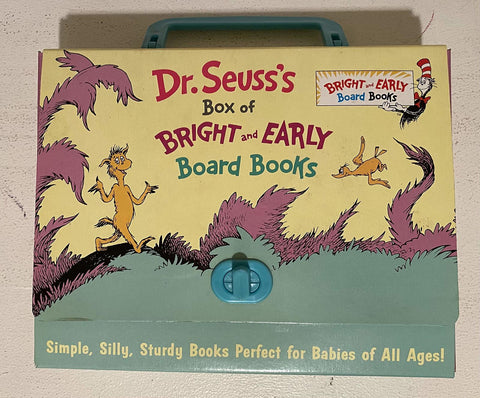 Dr. Seuss's
Box of
BRIGHT and EARLY
Board Books
BRIGHT and EARLY
Board Books
Simple, Silly, Sturdy Books Perfect for Babies of All Ages!